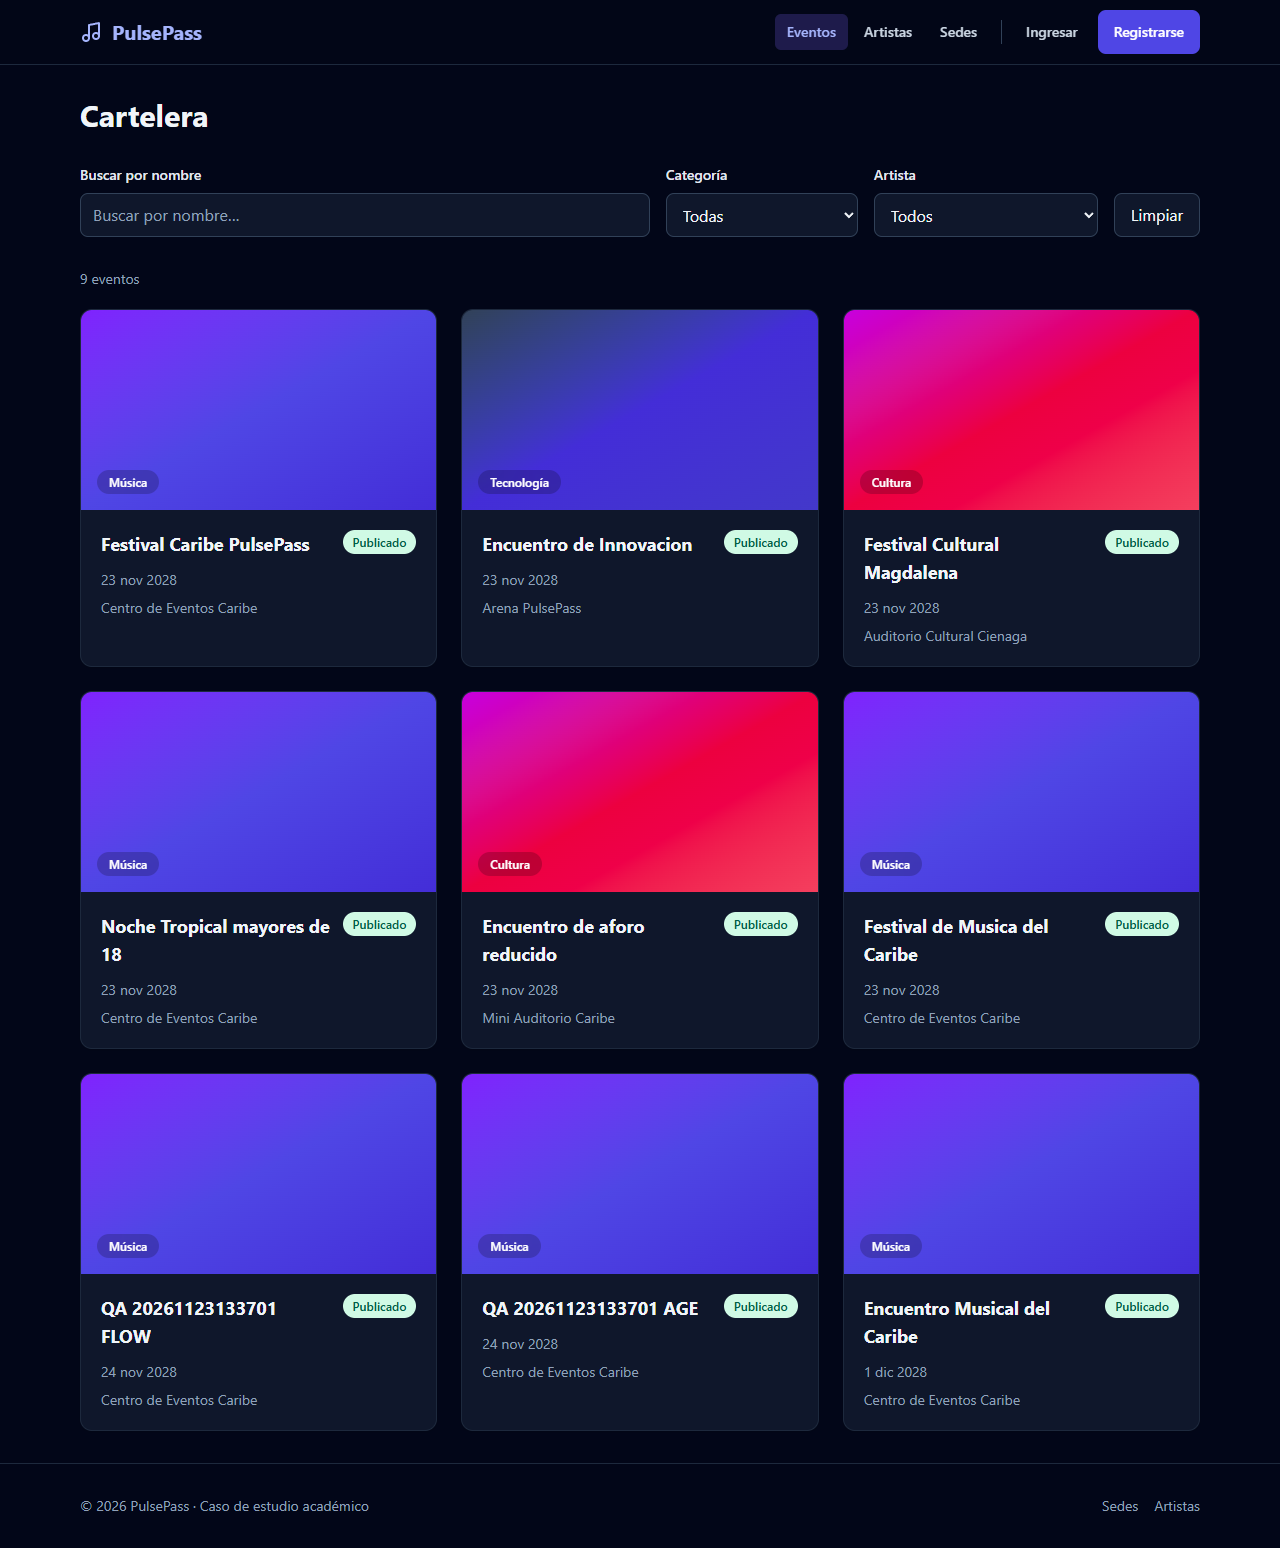 PulsePass
Eventos
Artistas
Sedes
Ingresar
Registrarse
Cartelera
Buscar por nombre
Categoría
Artista
Buscar por nombre...
Todas
Todos
Limpiar
9 eventos
Música
Festival Caribe PulsePass
Publicado
23 nov 2028
Centro de Eventos Caribe
Tecnología
Encuentro de Innovacion
Publicado
23 nov 2028
Arena PulsePass
Cultura
Festival Cultural
Magdalena
Publicado
23 nov 2028
Auditorio Cultural Cienaga
Música
Noche Tropical mayores de
18
Publicado
23 nov 2028
Centro de Eventos Caribe
Cultura
Encuentro de aforo
reducido
Publicado
23 nov 2028
Mini Auditorio Caribe
Música
Festival de Musica del
Caribe
Publicado
23 nov 2028
Centro de Eventos Caribe
Música
QA 20261123133701
FLOW
Publicado
24 nov 2028
Centro de Eventos Caribe
Música
QA 20261123133701 AGE
Publicado
24 nov 2028
Centro de Eventos Caribe
Música
Encuentro Musical del
Caribe
Publicado
1 dic 2028
Centro de Eventos Caribe
© 2026 PulsePass · Caso de estudio académico
Sedes
Artistas